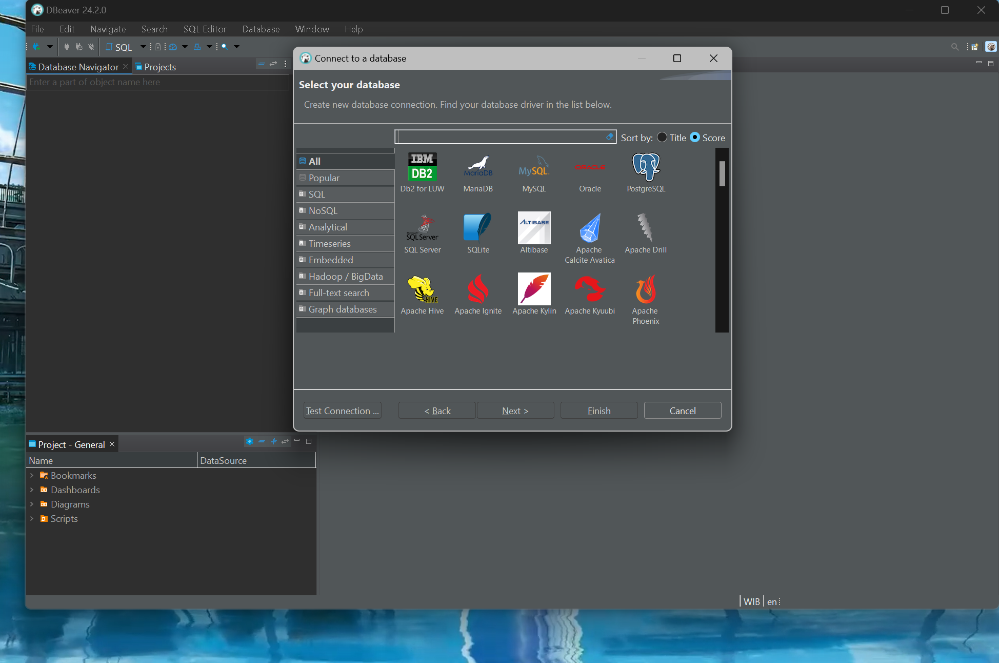 DBeaver 24.2.0
File Edit Navigate Search SQL Editor Database Window Help
SQL
Database Navigator Projects
Enter a part of object name here
Connect to a database
Select your database
Create new database connection. Find your database driver in the list below.
Sort by: Title Score
All
Popular
SQL
NoSQL
Analytical
Timeseries
Embedded
Hadoop / BigData
Full-text search
Graph databases
IBM
DB2
MariaDB
MySQL
ORACLE
Db2 for LUW MariaDB MySQL Oracle PostgreSQL
Microsoft
SQL Server
ALTIBASE
SQL Server SQLite Altibase Apache Calcite Avatica Apache Drill
HIVE
Apache Hive Apache Ignite Apache Kylin Apache Kyuubi Apache Phoenix
Test Connection ... < Back Next > Finish Cancel
Project - General
Name DataSource
Bookmarks
Dashboards
Diagrams
Scripts
WIB en